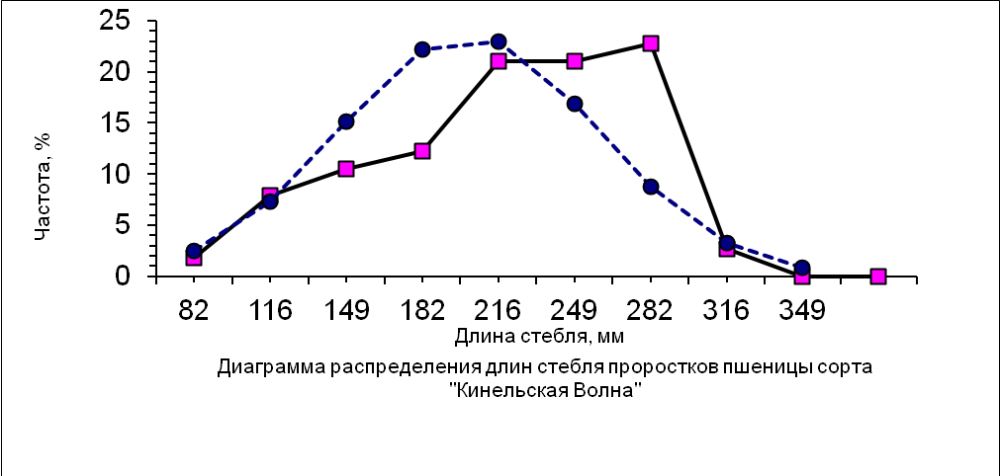 25
20
15
10
5
0
Частота, %
82 116 149 182 216 249 282 316 349
Длина стебля, мм
Диаграмма распределения длин стебля проростков пшеницы сорта
"Кинельская Волна"